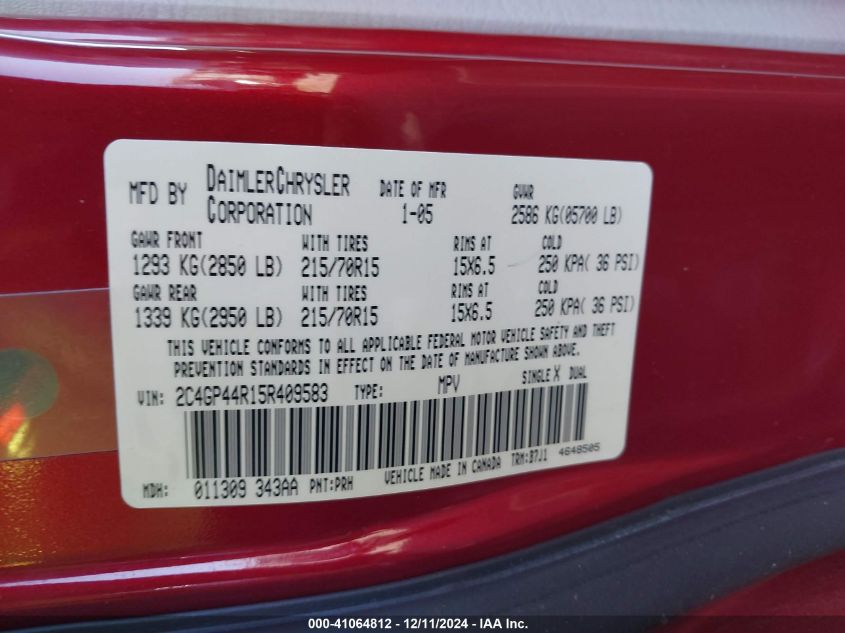 MFD BY DAIMLERCHRYSLER CORPORATION DATE OF MFR 1-05 GVWR 2586 KG(05700 LB)
GAWR FRONT WITH TIRES RIMS AT COLD
1293 KG(2850 LB) 215/70R15 15X6.5 250 KPA( 36 PSI)
GAWR REAR WITH TIRES RIMS AT COLD
1339 KG(2950 LB) 215/70R15 15X6.5 250 KPA( 36 PSI)
THIS VEHICLE CONFORMS TO ALL APPLICABLE FEDERAL MOTOR VEHICLE SAFETY AND THEFT
PREVENTION STANDARDS IN EFFECT ON THE DATE OF MANUFACTURE SHOWN ABOVE.
VIN: 2C4GP44R15R409583 TYPE: MPV SINGLE X DUAL
MDH: 011309 343AA PNT:PRH VEHICLE MADE IN CANADA TRM:B7J1 4648505
000-41064812 - 12/11/2024 - IAA Inc.